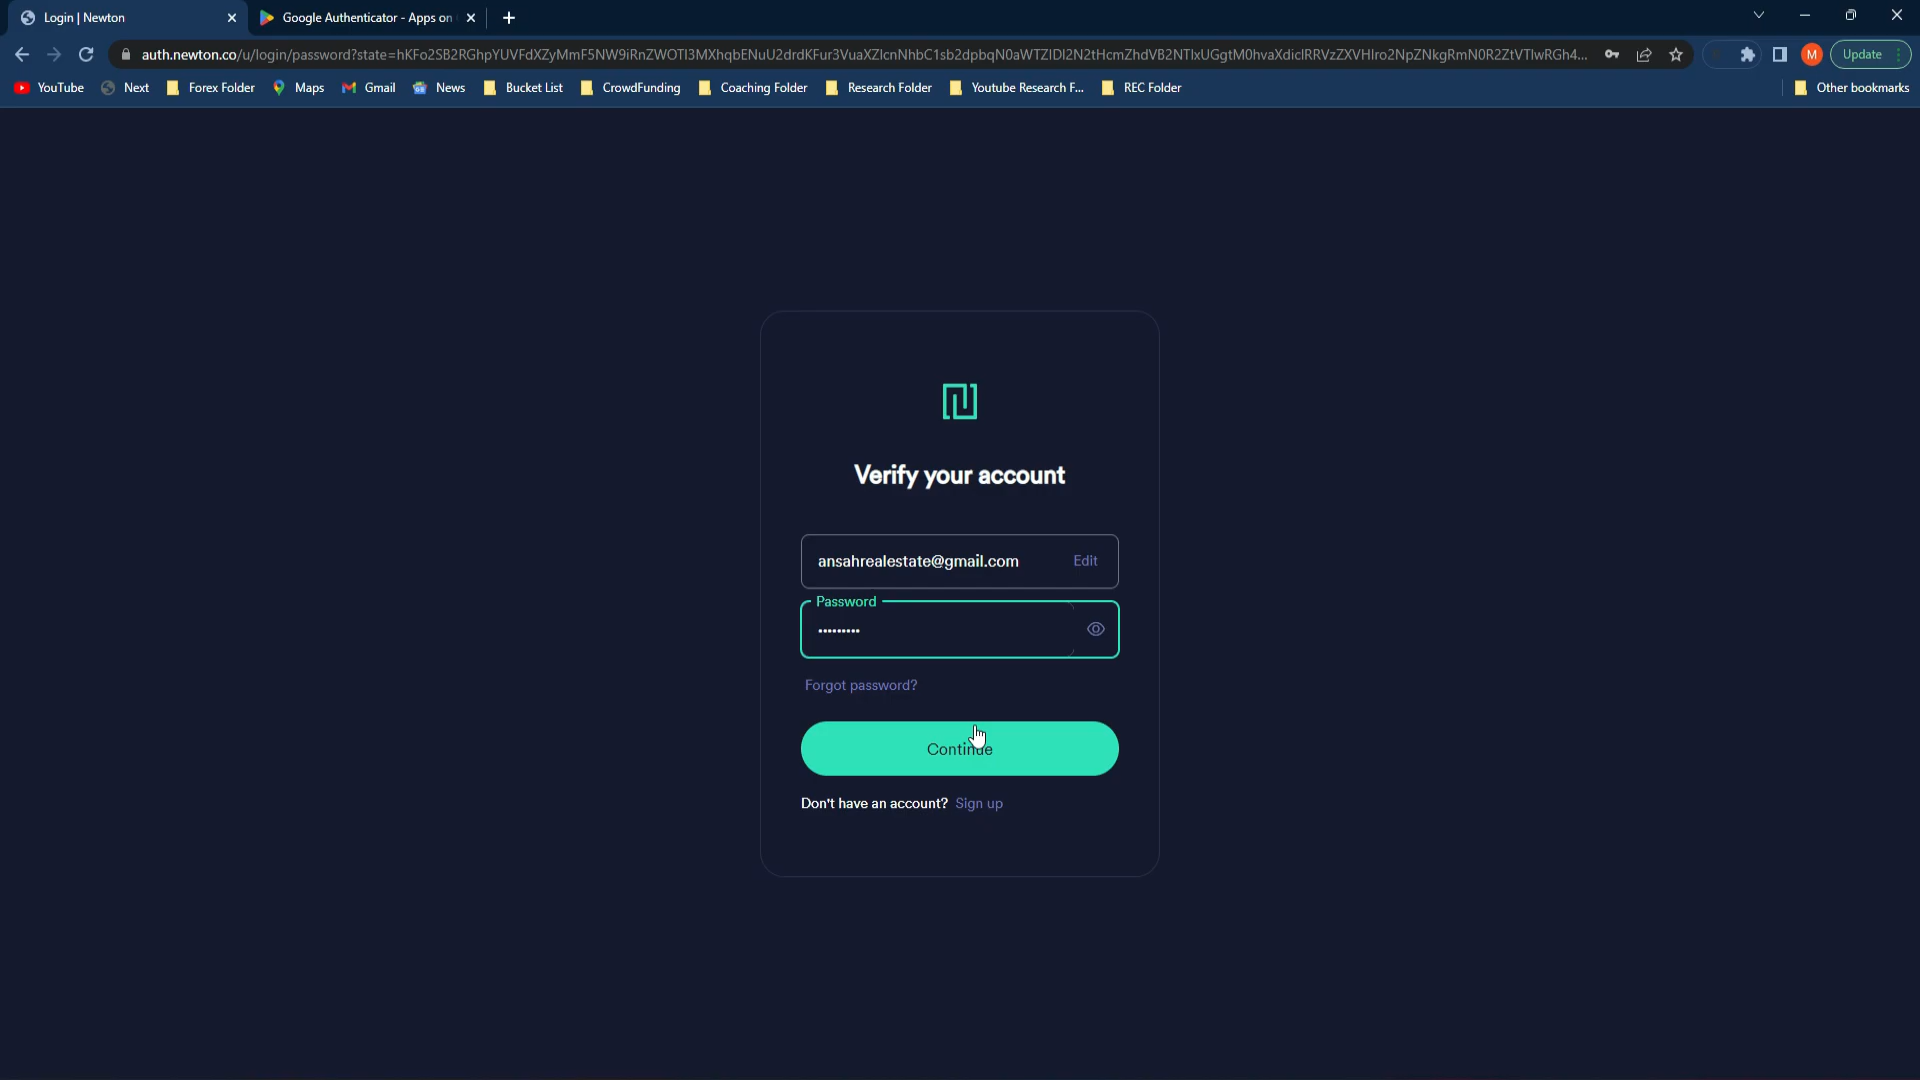 Login | Newton
Google Authenticator - Apps on
auth.newton.co/u/login/password?state=
Update
YouTube
Next
Forex Folder
Maps
Gmail
News
Bucket List
CrowdFunding
Coaching Folder
Research Folder
Youtube Research F...
REC Folder
Other bookmarks
Verify your account
ansahrealestate@gmail.com
Edit
Password
•••••••••
Forgot password?
Continue
Don't have an account? Sign up